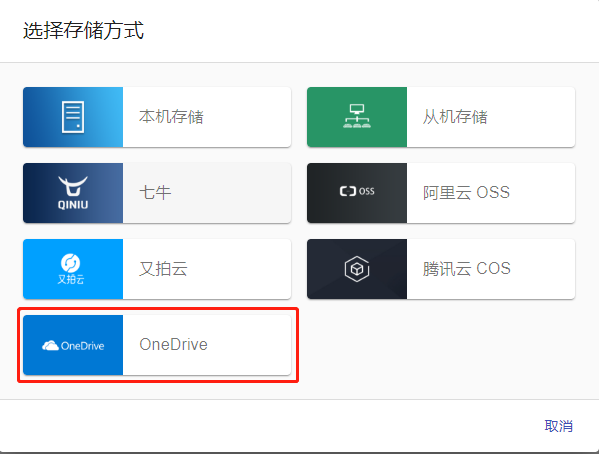 选择存储方式
本机存储
从机存储
QINIU
七牛
OSS
阿里云 OSS
又拍云
又拍云
腾讯云 COS
OneDrive
OneDrive
取消